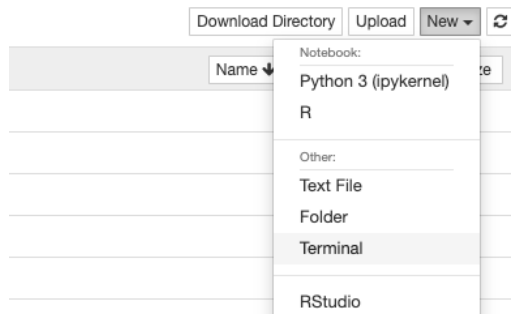 Download Directory Upload New
Name
Notebook:
Python 3 (ipykernel)
R
Other:
Text File
Folder
Terminal
RStudio